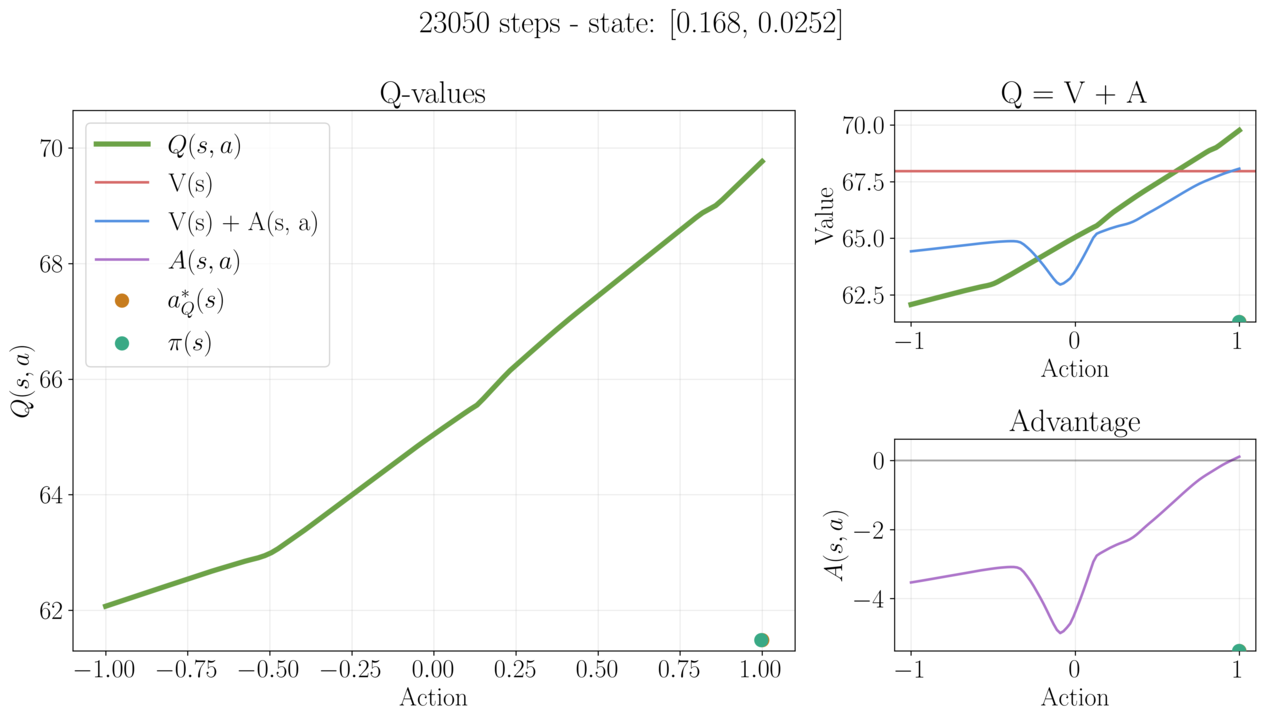 23050 steps - state: [0.168, 0.0252]
Q-values
Q(s, a)
70
68
66
64
62
Q(s, a)
V(s)
V(s) + A(s, a)
A(s, a)
a*Q(s)
π(s)
−1.00 −0.75 −0.50 −0.25 0.00 0.25 0.50 0.75 1.00
Action
Q = V + A
Value
70.0
67.5
65.0
62.5
−1 0 1
Action
Advantage
A(s, a)
0
−2
−4
−1 0 1
Action